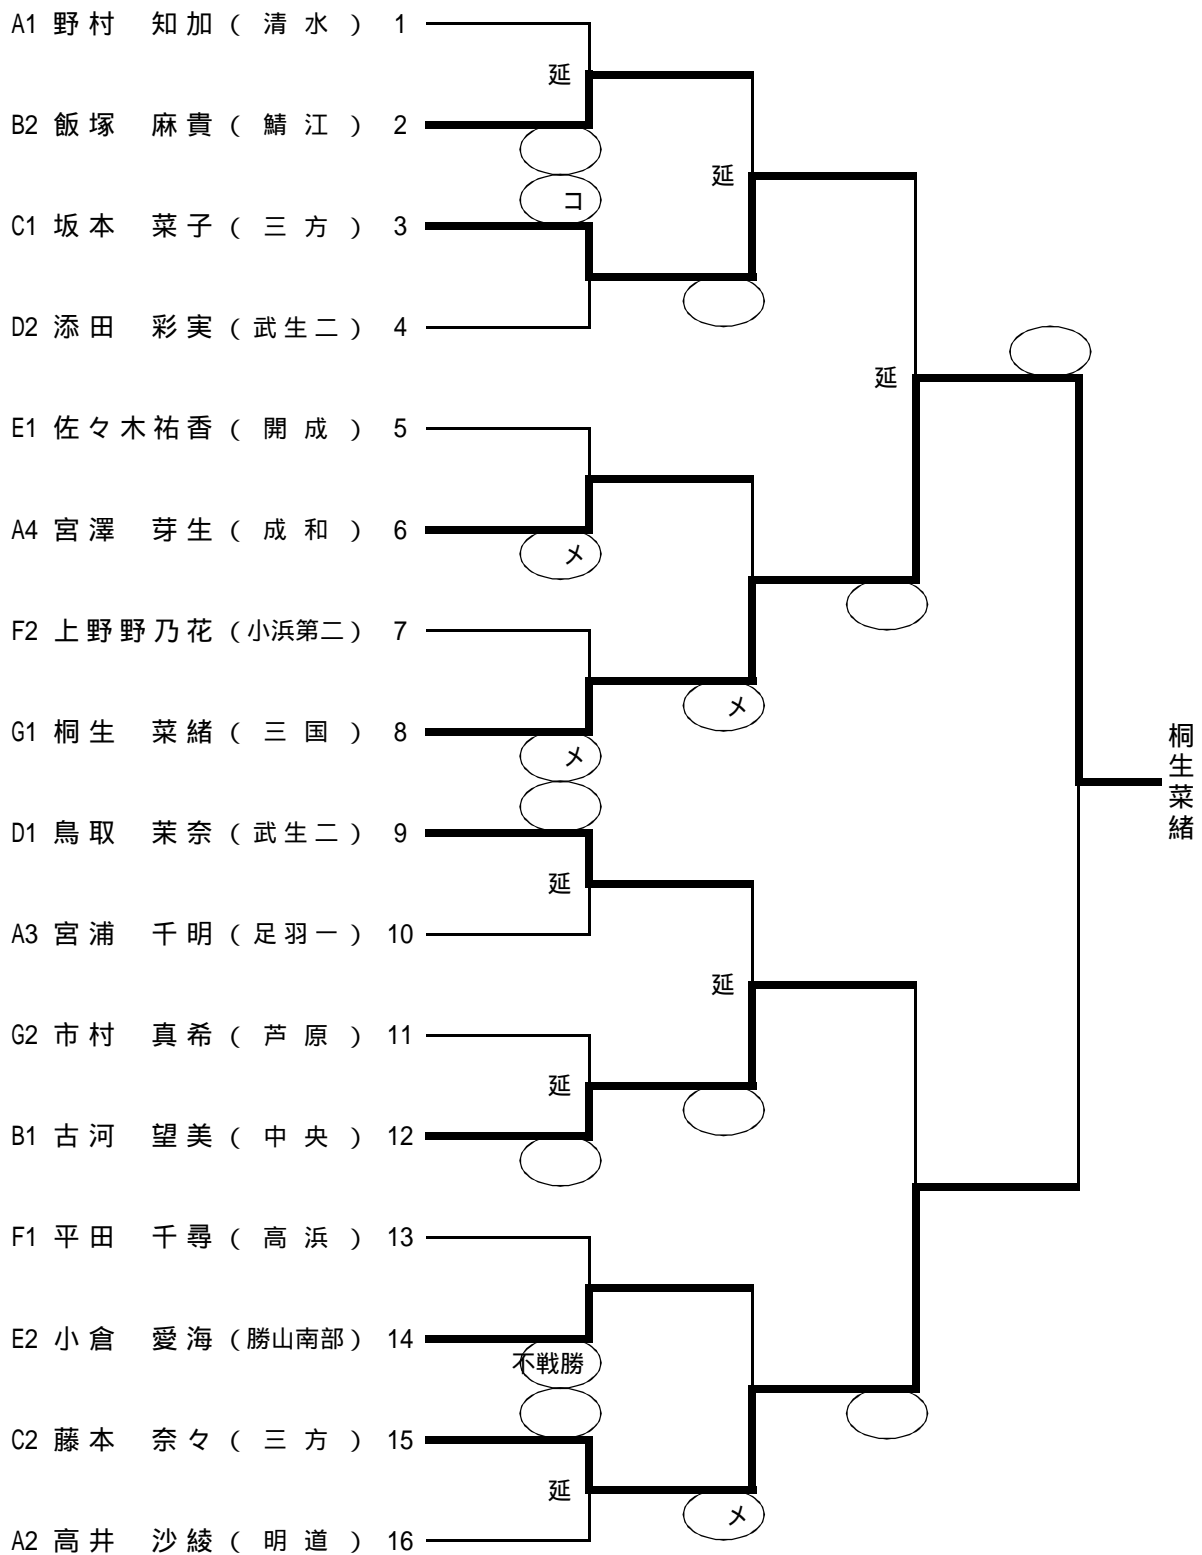 A1 野村 知加 ( 清水 ) 1
延
B2 飯塚 麻貴 ( 鯖江 ) 2
延
コ
C1 坂本 菜子 ( 三方 ) 3
D2 添田 彩実 ( 武生二 ) 4
延
E1 佐々木祐香 ( 開成 ) 5
A4 宮澤 芽生 ( 成和 ) 6
メ
F2 上野野乃花 (小浜第二) 7
メ
G1 桐生 菜緒 ( 三国 ) 8
メ
桐生菜緒
D1 鳥取 茉奈 ( 武生二 ) 9
延
A3 宮浦 千明 ( 足羽一 ) 10
延
G2 市村 真希 ( 芦原 ) 11
延
B1 古河 望美 ( 中央 ) 12
F1 平田 千尋 ( 高浜 ) 13
E2 小倉 愛海 (勝山南部) 14
不戦勝
C2 藤本 奈々 ( 三方 ) 15
延
メ
A2 高井 沙綾 ( 明道 ) 16